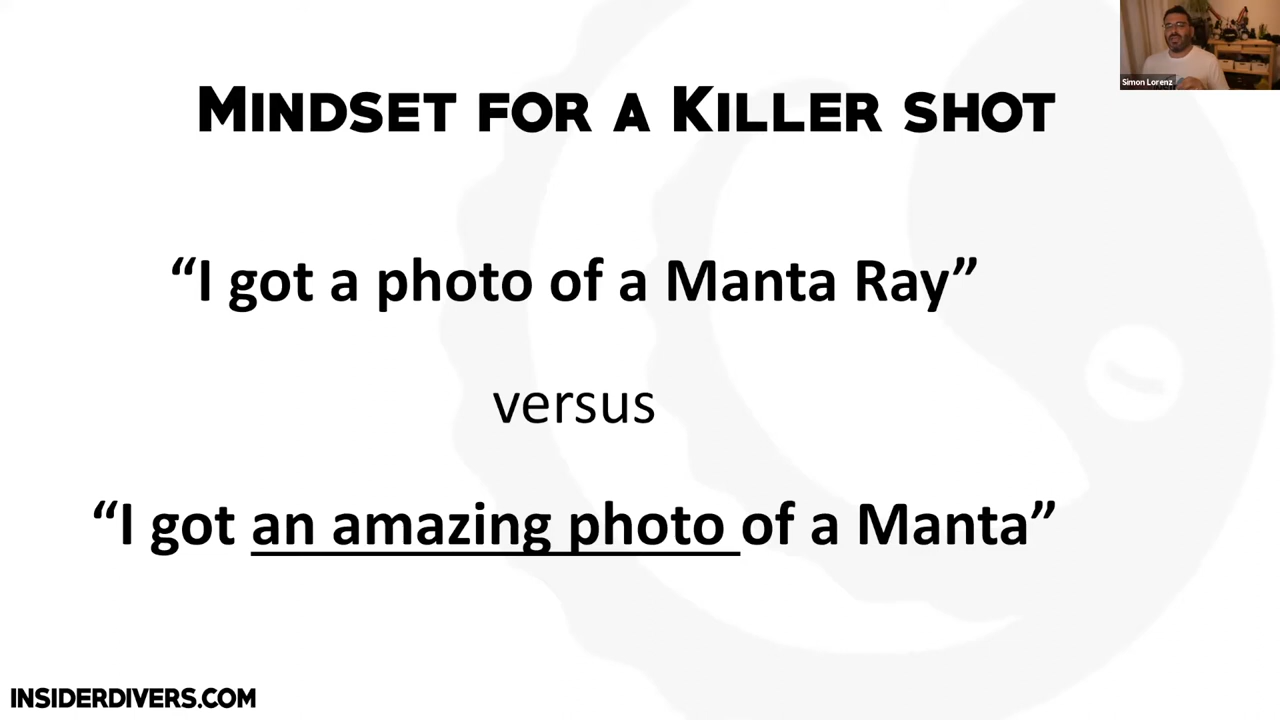 Simon Lorenz
MINDSET FOR A KILLER SHOT
“I got a photo of a Manta Ray”
versus
“I got an amazing photo of a Manta”
INSIDERDIVERS.COM